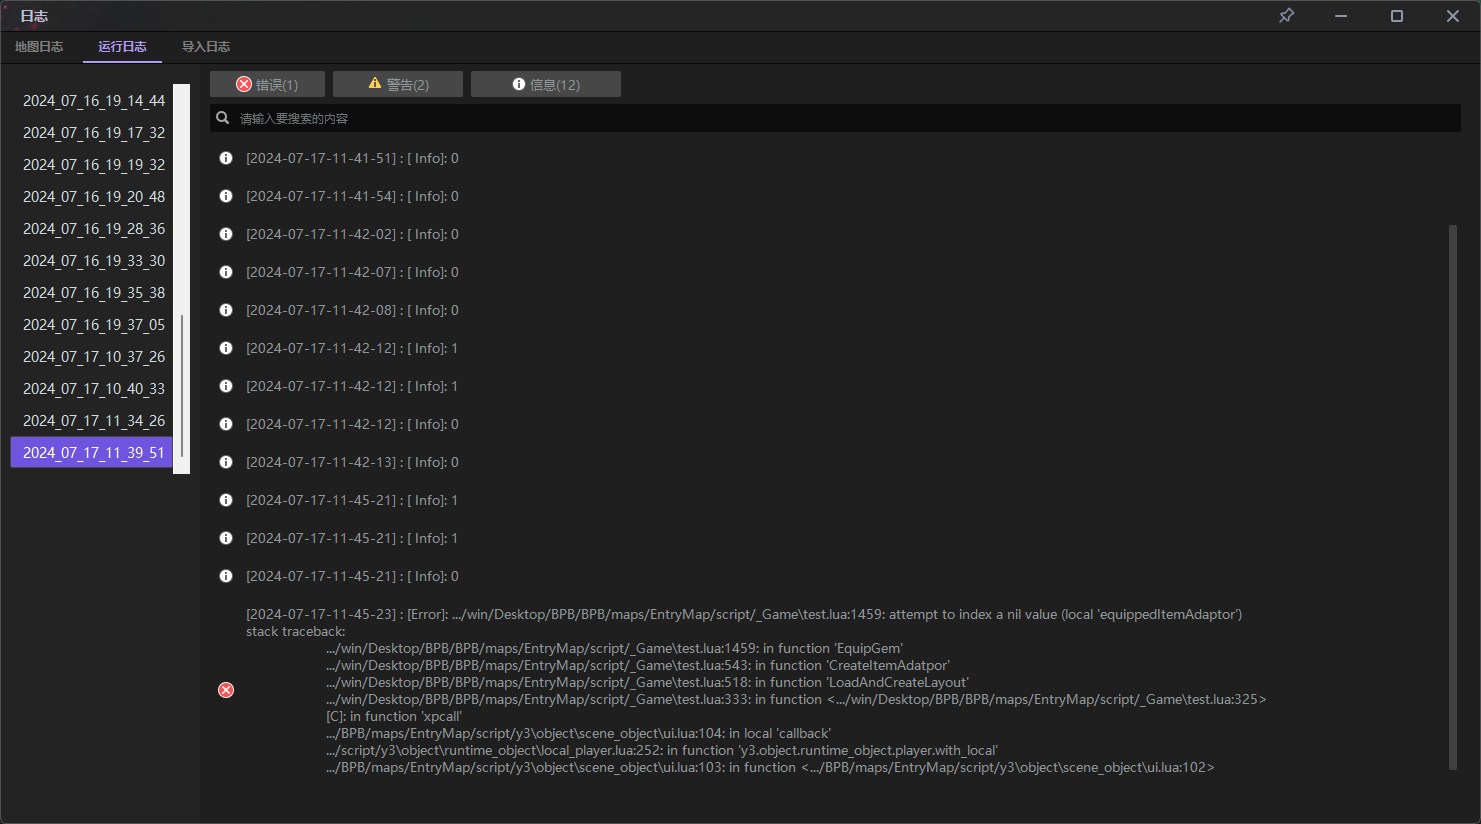 日志
地图日志 运行日志 导入日志
错误(1) 警告(2) 信息(12)
请输入要搜索的内容
2024_07_16_19_14_44
2024_07_16_19_17_32
2024_07_16_19_19_32
2024_07_16_19_20_48
2024_07_16_19_28_36
2024_07_16_19_33_30
2024_07_16_19_35_38
2024_07_16_19_37_05
2024_07_17_10_37_26
2024_07_17_10_40_33
2024_07_17_11_34_26
2024_07_17_11_39_51
[2024-07-17-11-41-51] : [ Info]: 0
[2024-07-17-11-41-54] : [ Info]: 0
[2024-07-17-11-42-02] : [ Info]: 0
[2024-07-17-11-42-07] : [ Info]: 0
[2024-07-17-11-42-08] : [ Info]: 0
[2024-07-17-11-42-12] : [ Info]: 1
[2024-07-17-11-42-12] : [ Info]: 1
[2024-07-17-11-42-12] : [ Info]: 0
[2024-07-17-11-42-13] : [ Info]: 0
[2024-07-17-11-45-21] : [ Info]: 1
[2024-07-17-11-45-21] : [ Info]: 1
[2024-07-17-11-45-21] : [ Info]: 0
[2024-07-17-11-45-23] : [Error]: .../win/Desktop/BPB/BPB/maps/EntryMap/script/_Game\test.lua:1459: attempt to index a nil value (local 'equippedItemAdaptor')
stack traceback:
.../win/Desktop/BPB/BPB/maps/EntryMap/script/_Game\test.lua:1459: in function 'EquipGem'
.../win/Desktop/BPB/BPB/maps/EntryMap/script/_Game\test.lua:543: in function 'CreateItemAdatpor'
.../win/Desktop/BPB/BPB/maps/EntryMap/script/_Game\test.lua:518: in function 'LoadAndCreateLayout'
.../win/Desktop/BPB/BPB/maps/EntryMap/script/_Game\test.lua:333: in function <.../win/Desktop/BPB/BPB/maps/EntryMap/script/_Game\test.lua:325>
[C]: in function 'xpcall'
.../BPB/maps/EntryMap/script/y3\object\scene_object\ui.lua:104: in local 'callback'
.../script/y3\object\runtime_object\local_player.lua:252: in function 'y3.object.runtime_object.player.with_local'
.../BPB/maps/EntryMap/script/y3\object\scene_object\ui.lua:103: in function <.../BPB/maps/EntryMap/script/y3\object\scene_object\ui.lua:102>